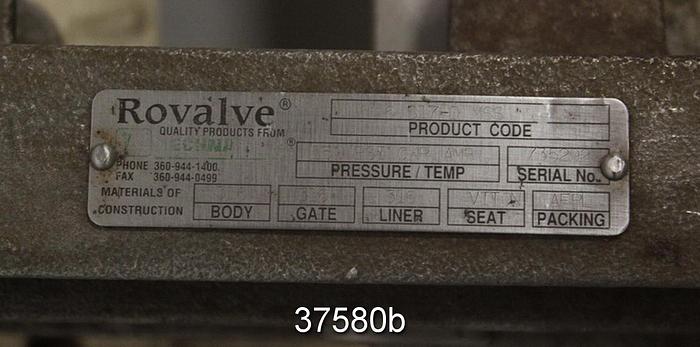 Rovalve®
QUALITY PRODUCTS FROM
PRODUCT CODE
®
PHONE 360-944-1400
FAX 360-944-0499
PRESSURE / TEMP
SERIAL No.
MATERIALS OF
CONSTRUCTION
316
BODY
GATE
LINER
SEAT
PACKING
37580b